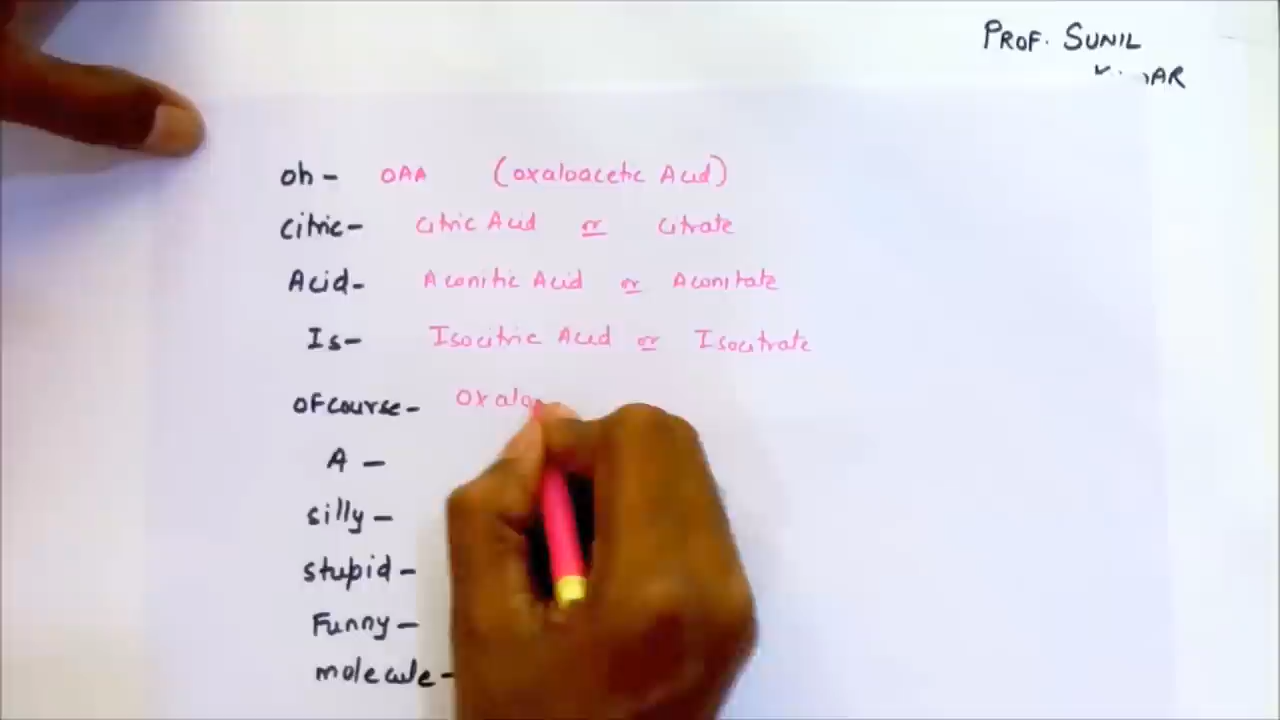 PROF. SUNIL
oh - OAA (oxaloacetic Acid)
citric - Citric Acid or Citrate
Acid - Aconitic Acid or Aconitate
Is - Isocitric Acid or Isocitrate
OFcourse - Oxalo
A -
silly -
stupid -
Funny -
molecule -